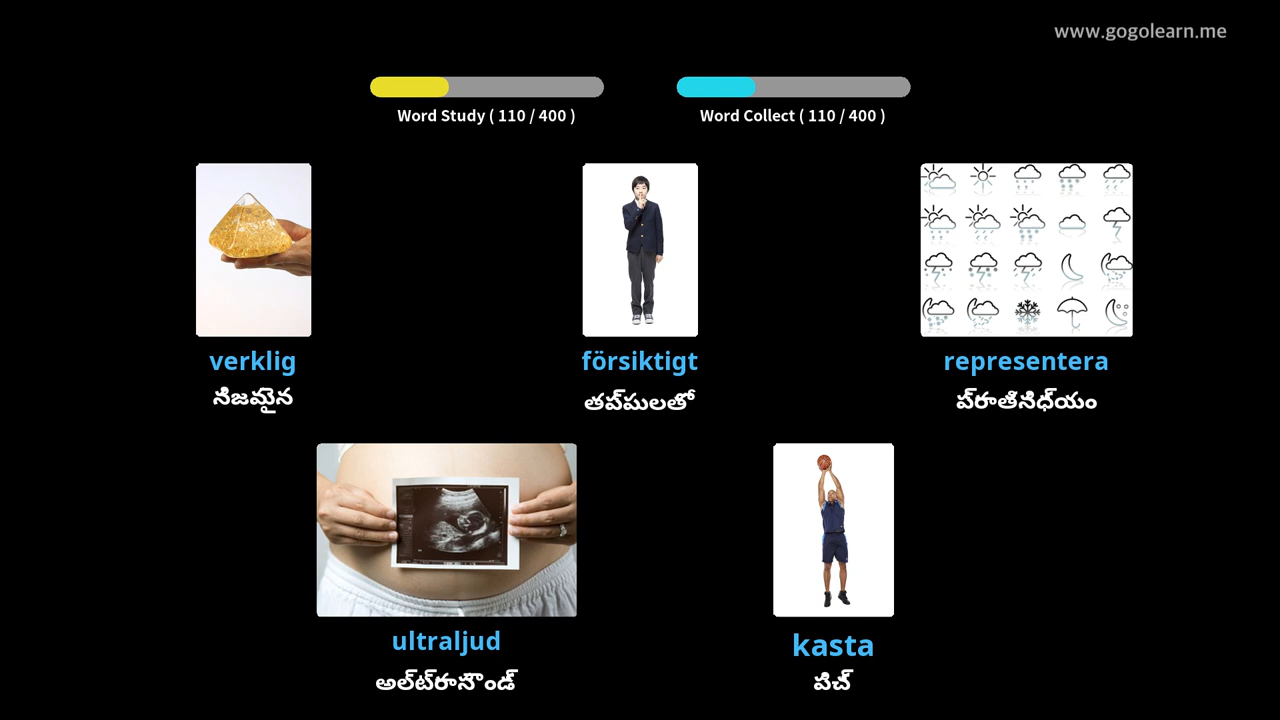 www.gogolearn.me
Word Study ( 110 / 400 )
Word Collect ( 110 / 400 )
verklig
నిజమైన
försiktigt
తప్పులతో
representera
ప్రాతినిధ్యం
ultraljud
అల్ట్రాసౌండ్
kasta
పిచ్